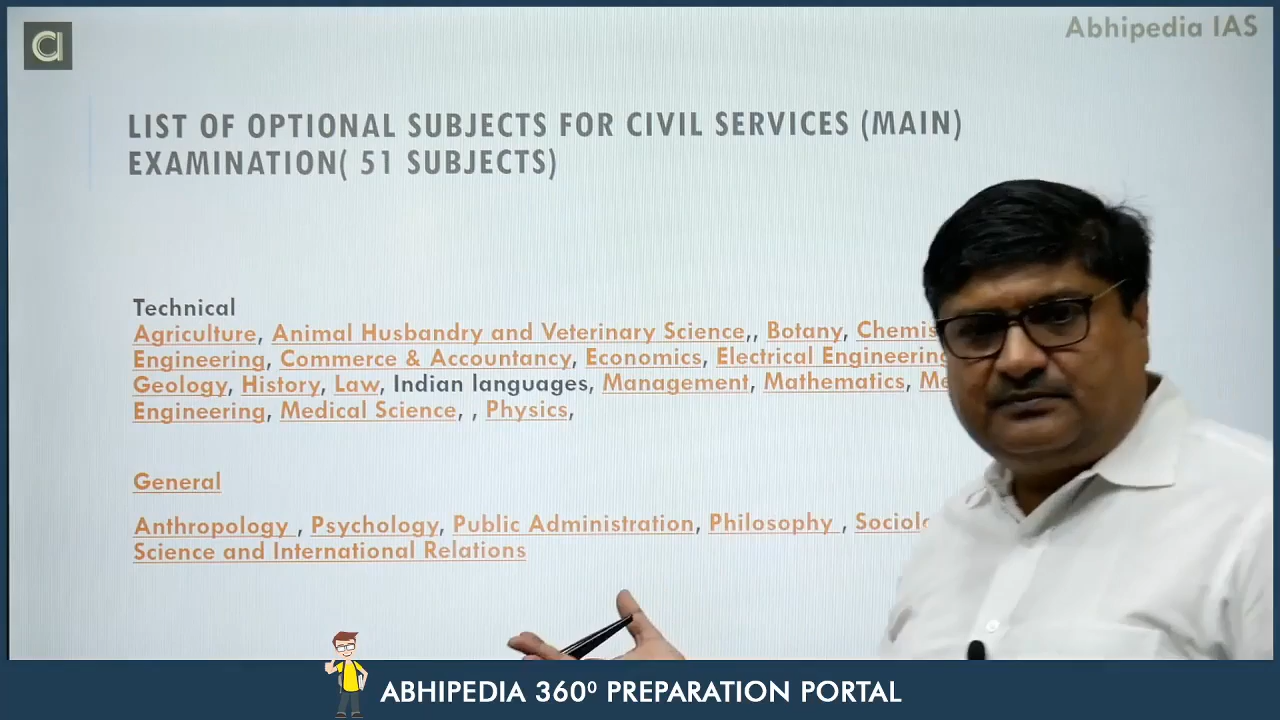 Abhipedia IAS
LIST OF OPTIONAL SUBJECTS FOR CIVIL SERVICES (MAIN)
EXAMINATION( 51 SUBJECTS)
Technical
Agriculture, Animal Husbandry and Veterinary Science,, Botany, Chemis
Engineering, Commerce & Accountancy, Economics, Electrical Engineering
Geology, History, Law, Indian languages, Management, Mathematics, Me
Engineering, Medical Science, , Physics,
General
Anthropology , Psychology, Public Administration, Philosophy , Sociolo
Science and International Relations
ABHIPEDIA 360⁰ PREPARATION PORTAL